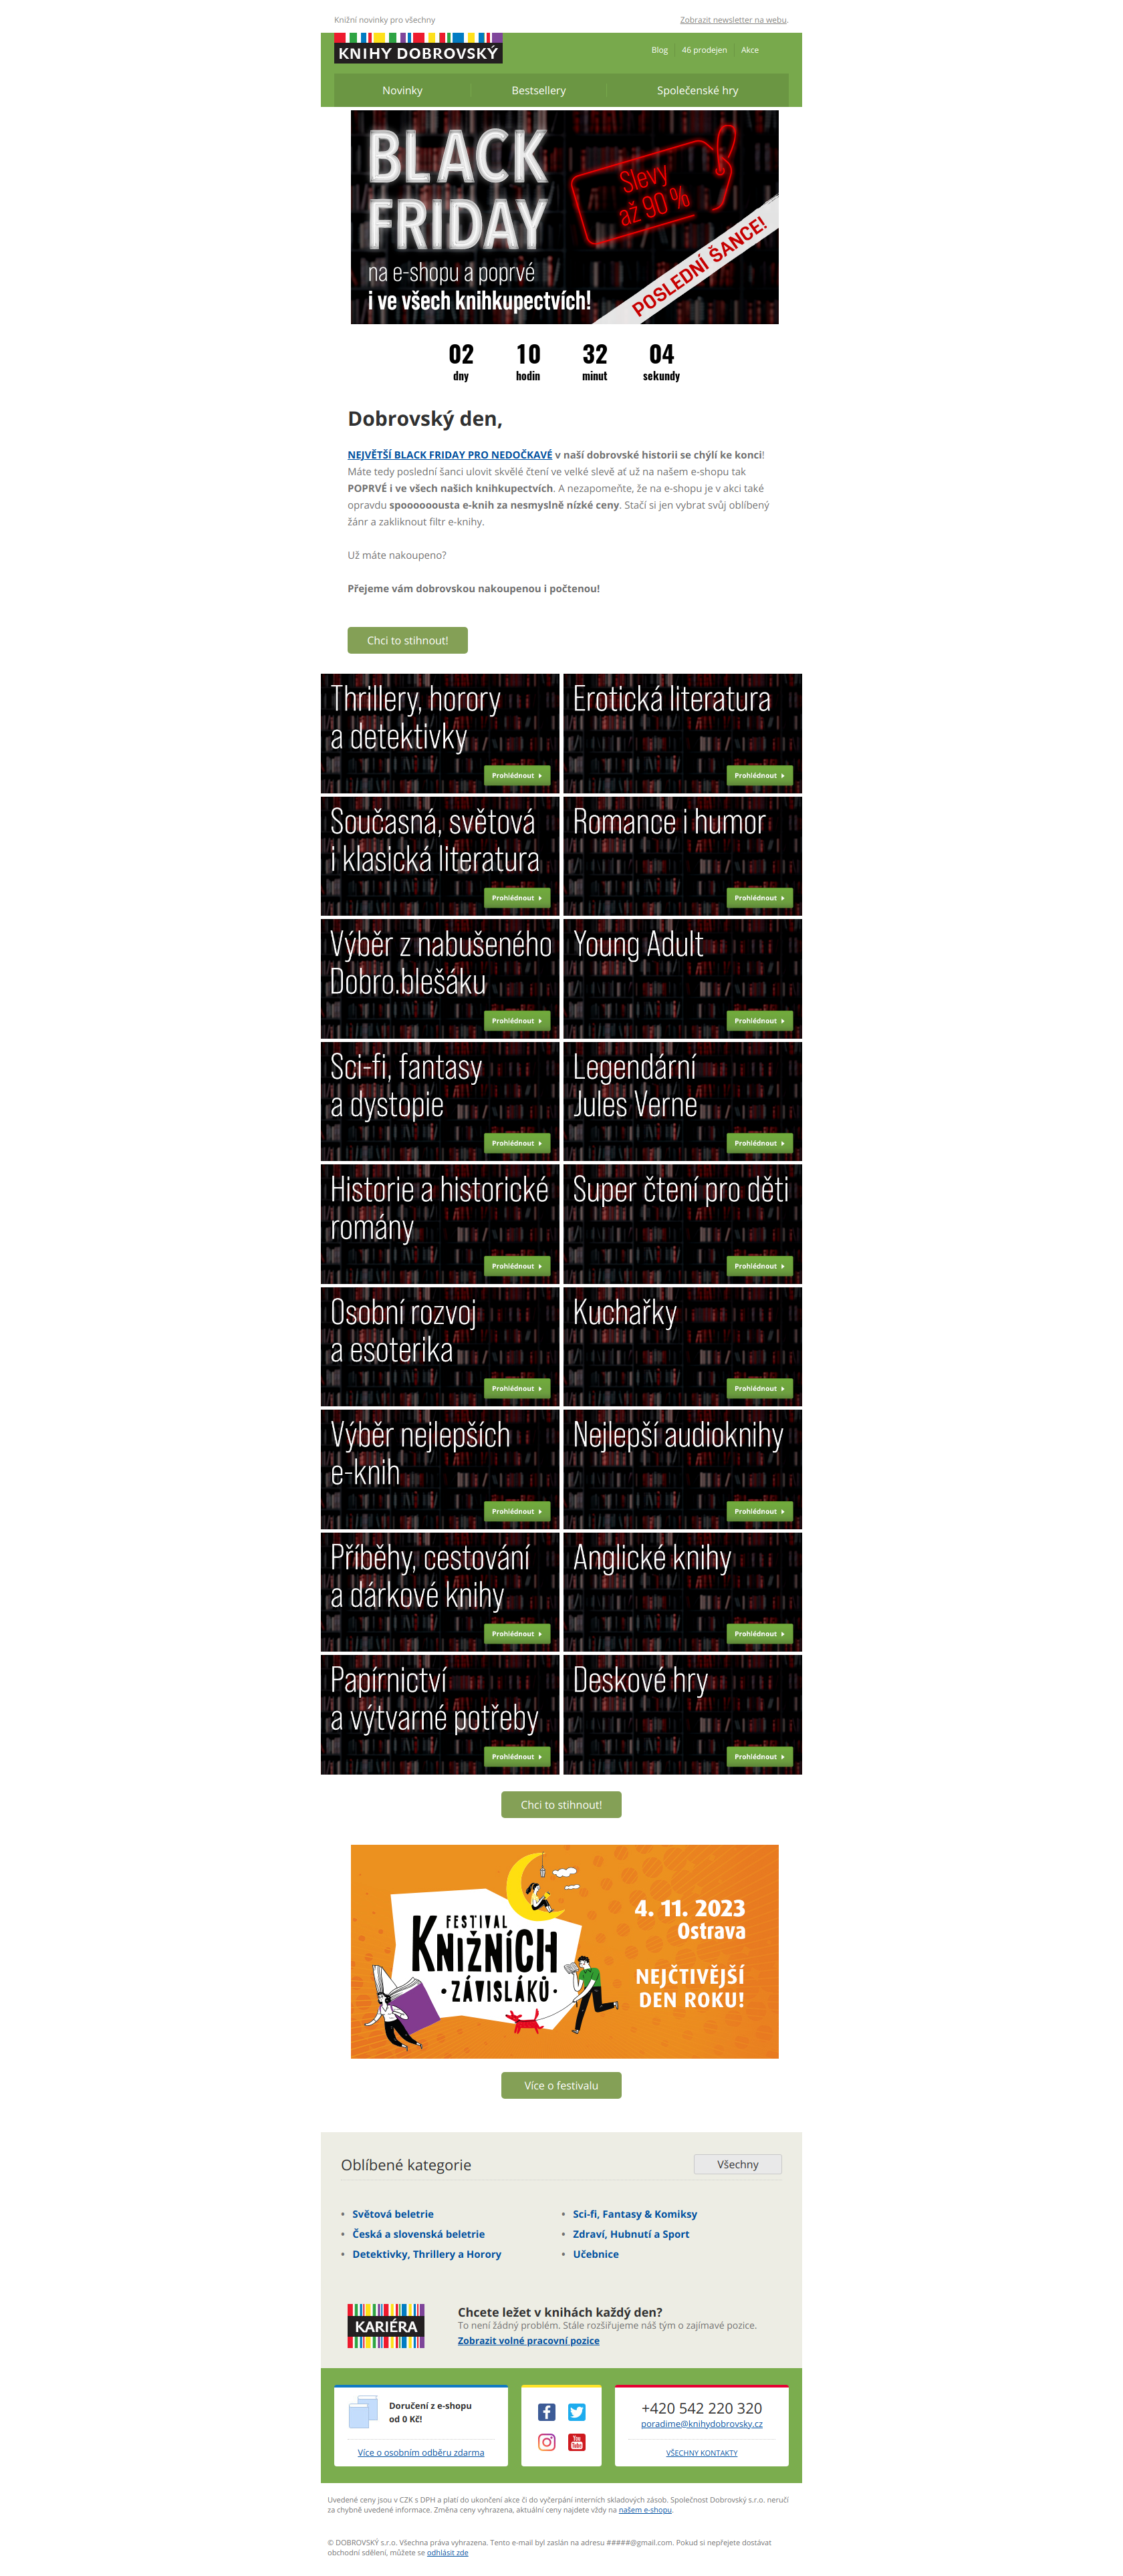 Knižní novinky pro všechny
Zobrazit newsletter na webu.
KNIHY DOBROVSKÝ
Blog 46 prodejen Akce
Novinky Bestsellery Společenské hry
BLACK
FRIDAY
Slevy
až 90 %
na e-shopu a poprvé
i ve všech knihkupectvích!
POSLEDNÍ ŠANCE!
02 10 32 04
dny hodin minut sekundy
Dobrovský den,
NEJVĚTŠÍ BLACK FRIDAY PRO NEDOČKAVÉ v naší dobrovské historii se chýlí ke konci!
Máte tedy poslední šanci ulovit skvělé čtení ve velké slevě ať už na našem e-shopu tak
POPRVÉ i ve všech našich knihkupectvích. A nezapomeňte, že na e-shopu je v akci také
opravdu spooooousta e-knih za nesmyslně nízké ceny. Stačí si jen vybrat svůj oblíbený
žánr a zakliknout filtr e-knihy.
Už máte nakoupeno?
Přejeme vám dobrovskou nakoupenou i počtenou!
Chci to stihnout!
Thrillery, horory
a detektivky
Prohlédnout
Erotická literatura
Prohlédnout
Současná, světová
i klasická literatura
Prohlédnout
Romance i humor
Prohlédnout
Výběr z nabušeného
Dobro.blešáku
Prohlédnout
Young Adult
Prohlédnout
Sci-fi, fantasy
a dystopie
Prohlédnout
Legendární
Jules Verne
Prohlédnout
Historie a historické
romány
Prohlédnout
Super čtení pro děti
Prohlédnout
Osobní rozvoj
a esoterika
Prohlédnout
Kuchařky
Prohlédnout
Výběr nejlepších
e-knih
Prohlédnout
Nejlepší audioknihy
Prohlédnout
Příběhy, cestování
a dárkové knihy
Prohlédnout
Anglické knihy
Prohlédnout
Papírnictví
a výtvarné potřeby
Prohlédnout
Deskové hry
Prohlédnout
Chci to stihnout!
FESTIVAL
KNIŽNÍCH
·ZÁVISLÁKŮ·
4. 11. 2023
Ostrava
NEJČTIVĚJŠÍ
DEN ROKU!
Více o festivalu
Oblíbené kategorie
Všechny
• Světová beletrie
• Česká a slovenská beletrie
• Detektivky, Thrillery a Horory
• Sci-fi, Fantasy & Komiksy
• Zdraví, Hubnutí a Sport
• Učebnice
KARIÉRA
Chcete ležet v knihách každý den?
To není žádný problém. Stále rozšiřujeme náš tým o zajímavé pozice.
Zobrazit volné pracovní pozice
Doručení z e-shopu
od 0 Kč!
Více o osobním odběru zdarma
You
Tube
+420 542 220 320
poradime@knihydobrovsky.cz
VŠECHNY KONTAKTY
Uvedené ceny jsou v CZK s DPH a platí do ukončení akce či do vyčerpání interních skladových zásob. Společnost Dobrovský s.r.o. neručí
za chybně uvedené informace. Změna ceny vyhrazena, aktuální ceny najdete vždy na našem e-shopu.
© DOBROVSKÝ s.r.o. Všechna práva vyhrazena. Tento e-mail byl zaslán na adresu #####@gmail.com. Pokud si nepřejete dostávat
obchodní sdělení, můžete se odhlásit zde